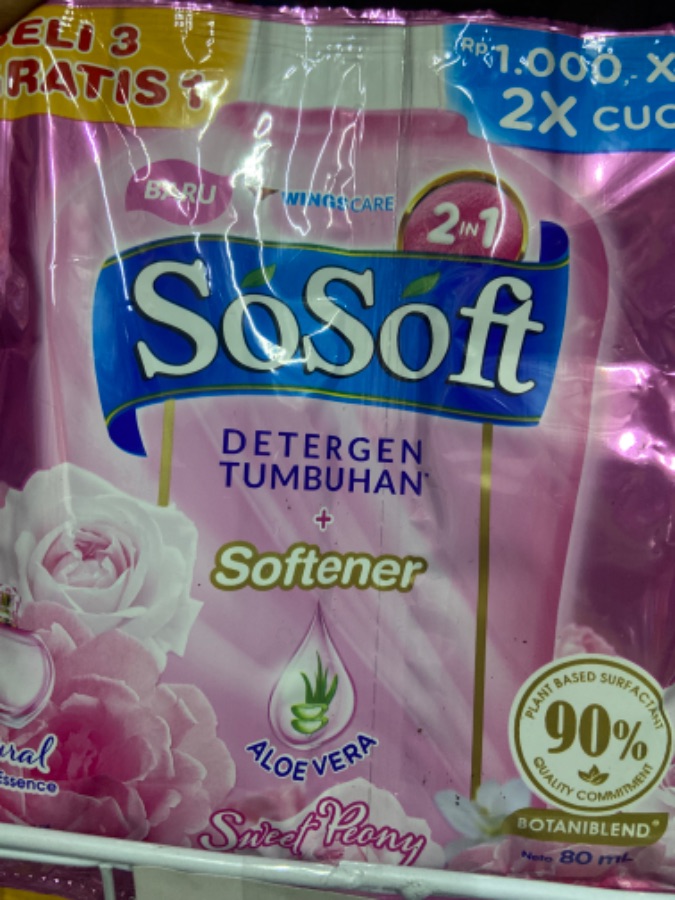 BELI 3
GRATIS 1
RP 1.000, X
2X CUC
BARU
WINGS CARE
2 IN 1
SoSoft
DETERGEN
TUMBUHAN*
+
Softener
ALOE VERA
Sweet Peony
ural
Essence
PLANT BASED SURFACTANT
90%
QUALITY COMMITMENT
BOTANIBLEND®
Neto 80 mL